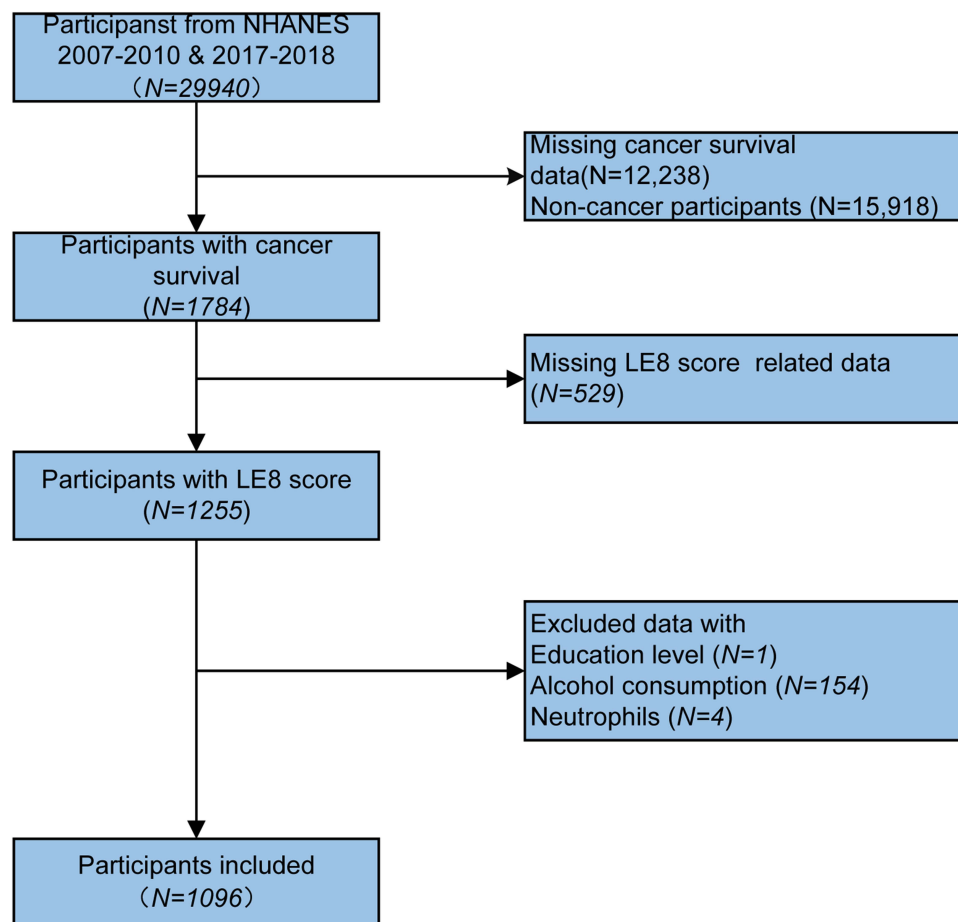 Participanst from NHANES
2007-2010 & 2017-2018
（N=29940）
Missing cancer survival
data(N=12,238)
Non-cancer participants (N=15,918)
Participants with cancer
survival
(N=1784)
Missing LE8 score  related data
(N=529)
Participants with LE8 score
(N=1255)
Excluded data with
Education level (N=1)
Alcohol consumption (N=154)
Neutrophils (N=4)
Participants included
（N=1096）